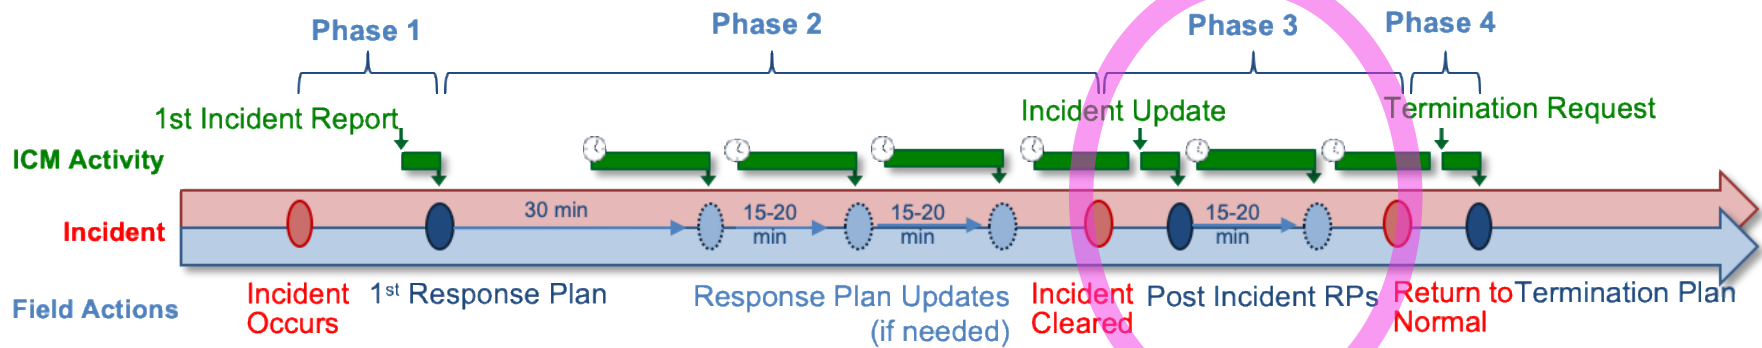 Phase 1
Phase 2
Phase 3
Phase 4
1st Incident Report
Incident Update
Termination Request
ICM Activity
30 min
15-20
min
15-20
min
15-20
min
Incident
Field Actions
Incident
Occurs
1st Response Plan
Response Plan Updates
(if needed)
Incident
Cleared
Post Incident RPs
Return to
Normal
Termination Plan